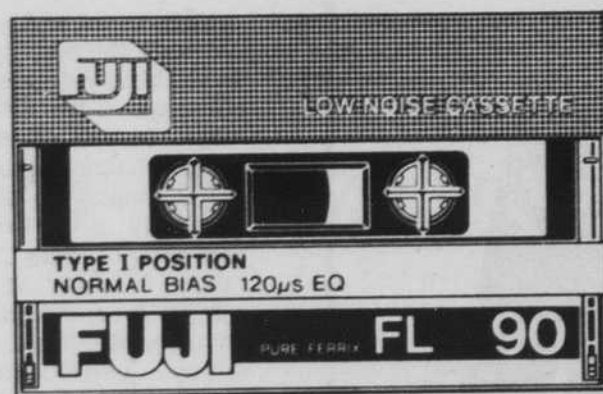 FUJI
LOW NOISE CASSETTE
TYPE I POSITION
NORMAL BIAS 120µs EQ
FUJI PURE FERRIX FL 90